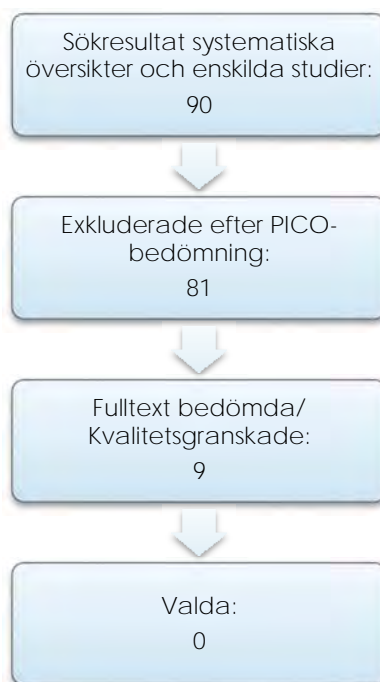 Sökresultat systematiska
översikter och enskilda studier:
90
Exkluderade efter PICO-
bedömning:
81
Fulltext bedömda/
Kvalitetsgranskade:
9
Valda:
0